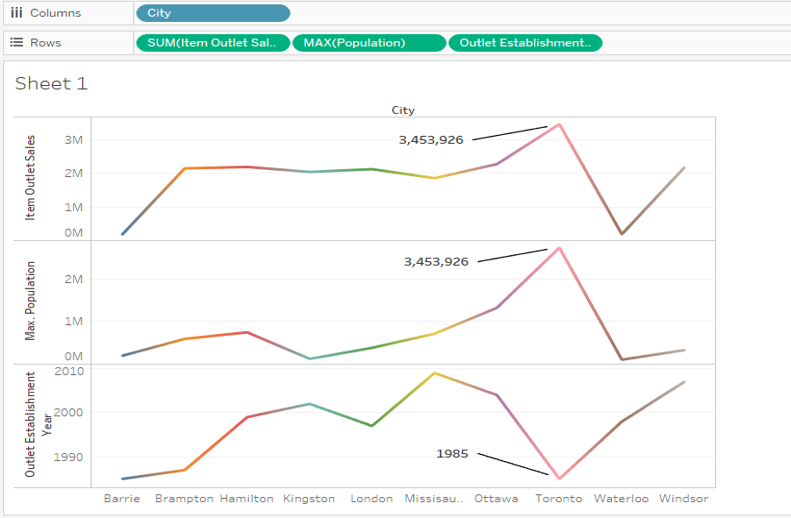 Columns City
Rows SUM(Item Outlet Sal.. MAX(Population) Outlet Establishment..
Sheet 1
City
Item Outlet Sales
3M
2M
1M
0M
3,453,926
Max. Population
2M
1M
0M
3,453,926
Outlet Establishment
Year
2010
2000
1990
1985
Barrie Brampton Hamilton Kingston London Missisau.. Ottawa Toronto Waterloo Windsor